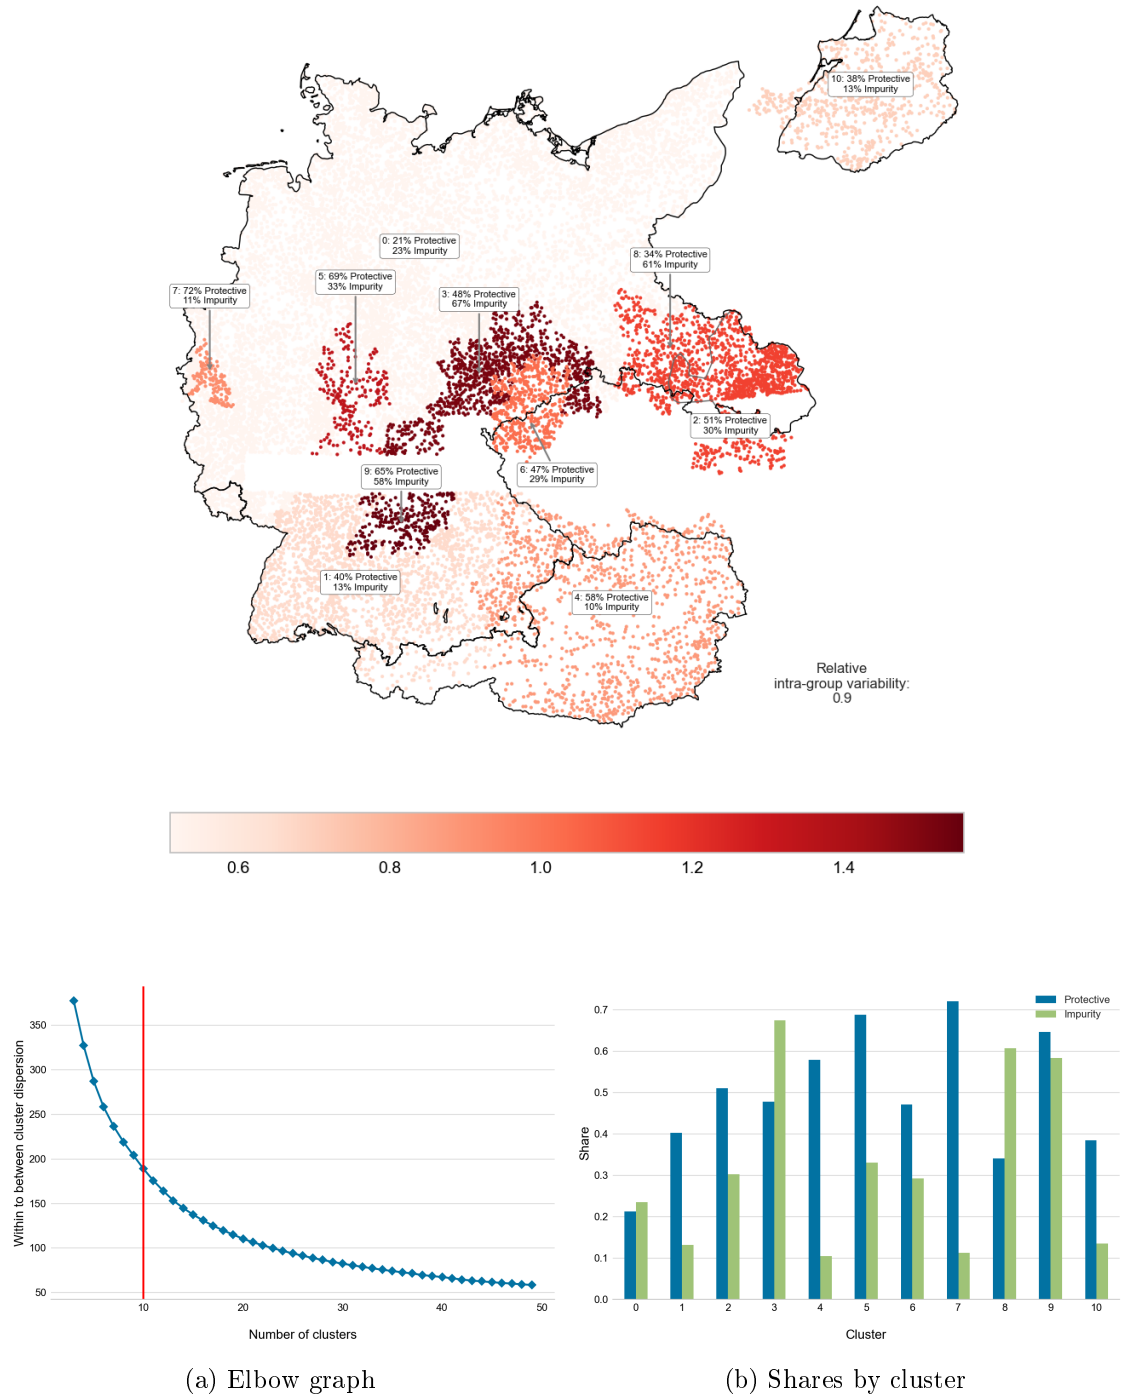 10: 38% Protective
13% Impurity
0: 21% Protective
23% Impurity
8: 34% Protective
61% Impurity
5: 69% Protective
33% Impurity
7: 72% Protective
11% Impurity
3: 48% Protective
67% Impurity
2: 51% Protective
30% Impurity
9: 65% Protective
58% Impurity
6: 47% Protective
29% Impurity
1: 40% Protective
13% Impurity
4: 58% Protective
10% Impurity
Relative
intra-group variability:
0.9
0.6 0.8 1.0 1.2 1.4
Within to between cluster dispersion
350
300
250
200
150
100
50
10 20 30 40 50
Number of clusters
(a) Elbow graph
Protective
Impurity
Share
0.7
0.6
0.5
0.4
0.3
0.2
0.1
0.0
0 1 2 3 4 5 6 7 8 9 10
Cluster
(b) Shares by cluster